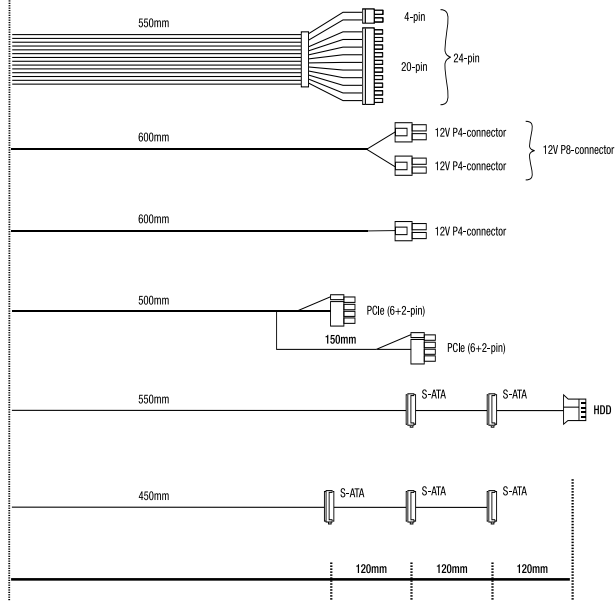 550mm
4-pin
20-pin
24-pin
600mm
12V P4-connector
12V P4-connector
12V P8-connector
600mm
12V P4-connector
500mm
PCIe (6+2-pin)
150mm
PCIe (6+2-pin)
550mm
S-ATA
S-ATA
HDD
450mm
S-ATA
S-ATA
S-ATA
120mm
120mm
120mm